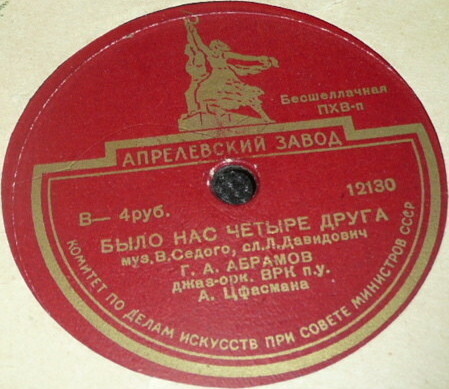 Бесшеллачная
ПХВ-п
АПРЕЛЕВСКИЙ ЗАВОД
12130
В— 4руб.
БЫЛО НАС ЧЕТЫРЕ ДРУГА
муз.В.Седого, сл.Л.Давидович
Г. А. АБРАМОВ
джаз-орк. ВРК п.у.
А. Цфасмана
КОМИТЕТ ПО ДЕЛАМ ИСКУССТВ ПРИ СОВЕТЕ МИНИСТРОВ СССР